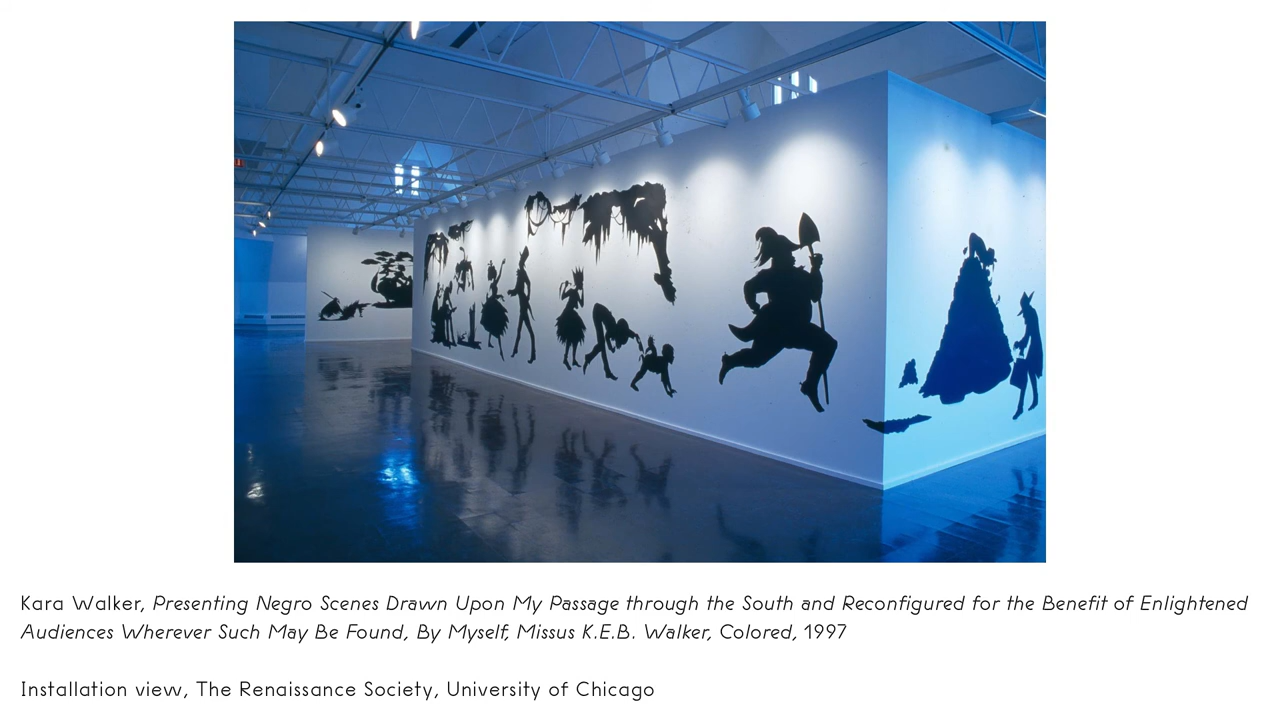 Kara Walker, Presenting Negro Scenes Drawn Upon My Passage through the South and Reconfigured for the Benefit of Enlightened
Audiences Wherever Such May Be Found, By Myself, Missus K.E.B. Walker, Colored, 1997
Installation view, The Renaissance Society, University of Chicago